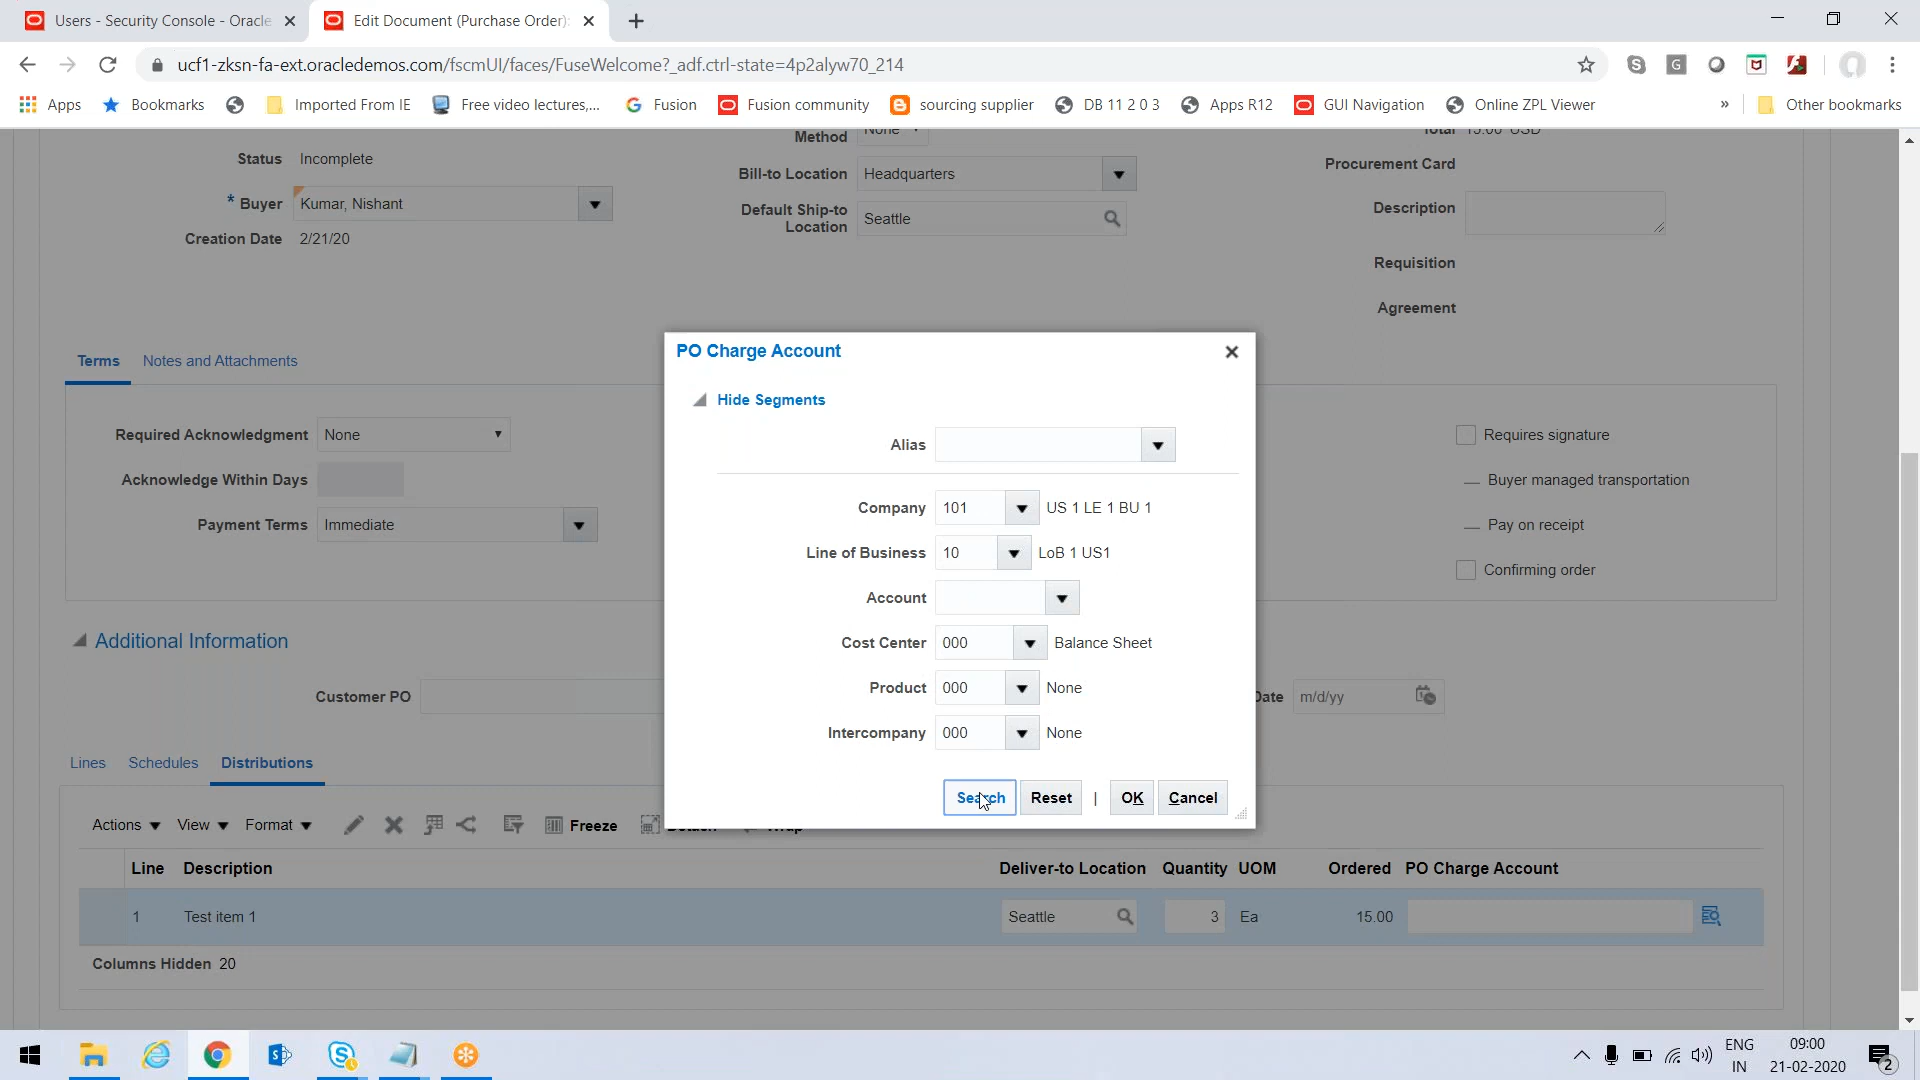 Users - Security Console - Oracle
Edit Document (Purchase Order):
ucf1-zksn-fa-ext.oracledemos.com/fscmUI/faces/FuseWelcome?_adf.ctrl-state=4p2alyw70_214
Apps Bookmarks Imported From IE Free video lectures,... Fusion Fusion community sourcing supplier DB 11 2 0 3 Apps R12 GUI Navigation Online ZPL Viewer » Other bookmarks
Method None
Total 15.00 USD
Status Incomplete
Procurement Card
Bill-to Location Headquarters
* Buyer Kumar, Nishant
Default Ship-to Location Seattle
Description
Creation Date 2/21/20
Requisition
Agreement
Terms Notes and Attachments
Required Acknowledgment None
Acknowledge Within Days
Payment Terms Immediate
Requires signature
Buyer managed transportation
Pay on receipt
Confirming order
PO Charge Account
Hide Segments
Alias
Company 101 US 1 LE 1 BU 1
Line of Business 10 LoB 1 US1
Account
Cost Center 000 Balance Sheet
Product 000 None
Intercompany 000 None
Search Reset | OK Cancel
Additional Information
Customer PO
Date m/d/yy
Lines Schedules Distributions
Actions View Format Freeze Detach Wrap
Line Description Deliver-to Location Quantity UOM Ordered PO Charge Account
1 Test item 1 Seattle 3 Ea 15.00
Columns Hidden 20
ENG
IN
09:00
21-02-2020
2